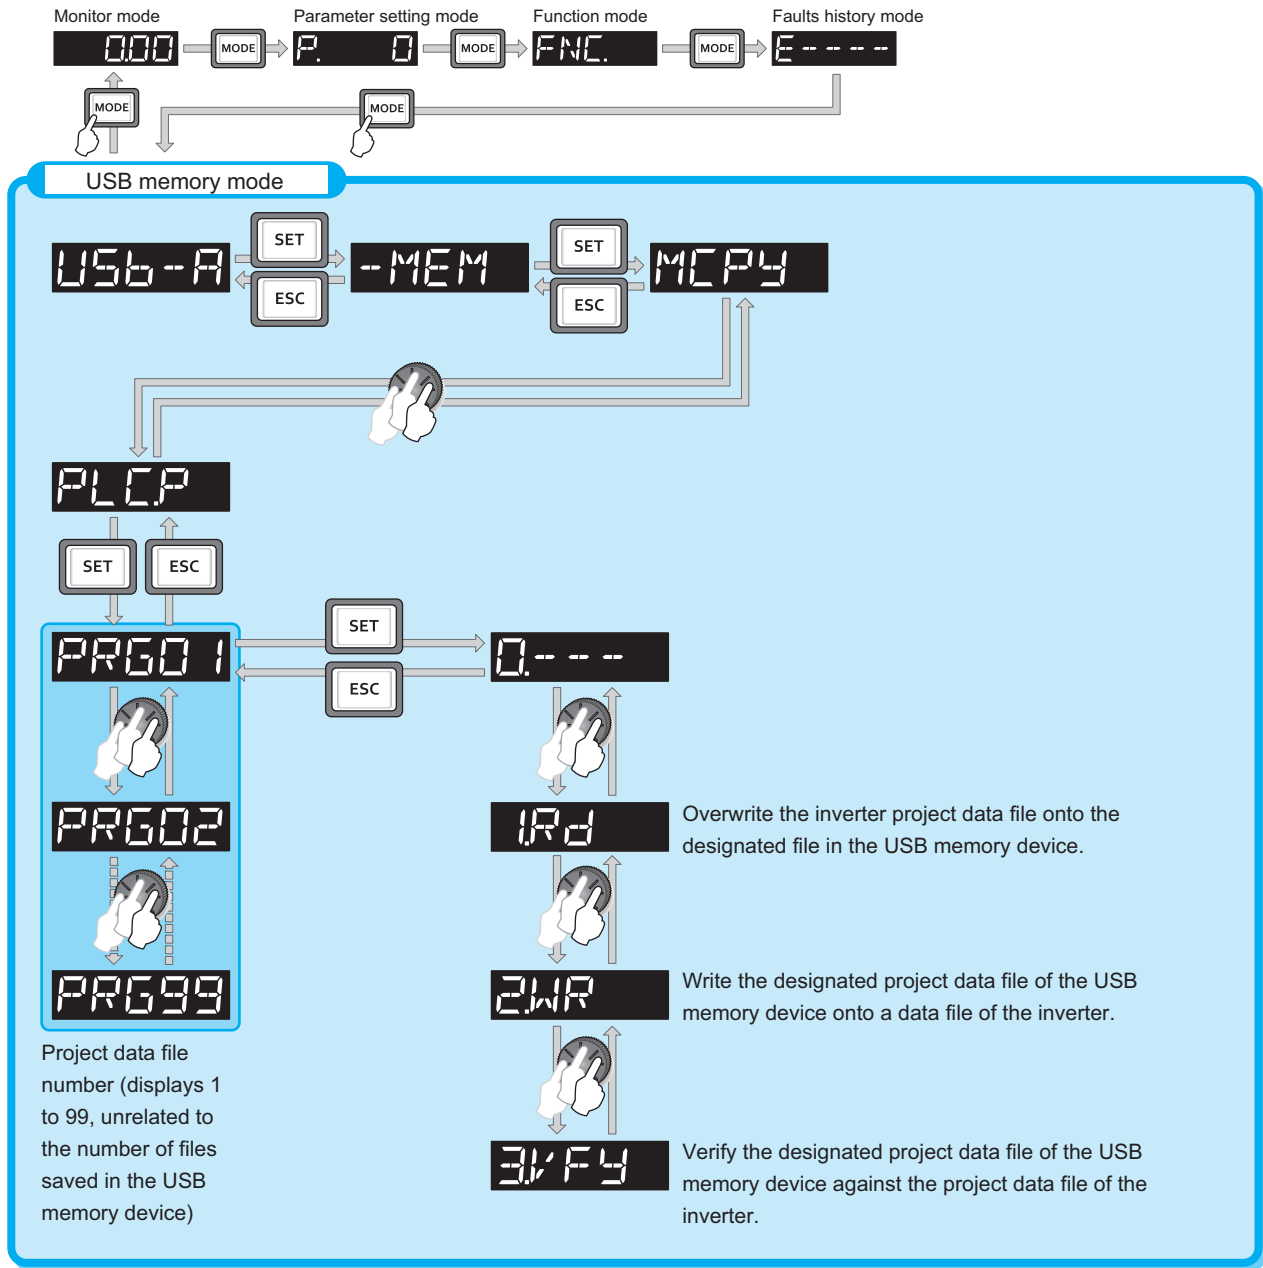 Monitor mode
Parameter setting mode
Function mode
Faults history mode
0.00
MODE
P. 0
MODE
FNC.
MODE
E-----
MODE
MODE
USB memory mode
USb-A
SET
ESC
-MEM
SET
ESC
MCPY
PLC.P
SET
ESC
PRG01
SET
ESC
0.---
PRG02
1.Rd
Overwrite the inverter project data file onto the
designated file in the USB memory device.
PRG99
2.WR
Write the designated project data file of the USB
memory device onto a data file of the inverter.
Project data file
number (displays 1
to 99, unrelated to
the number of files
saved in the USB
memory device)
3.VFY
Verify the designated project data file of the USB
memory device against the project data file of the
inverter.